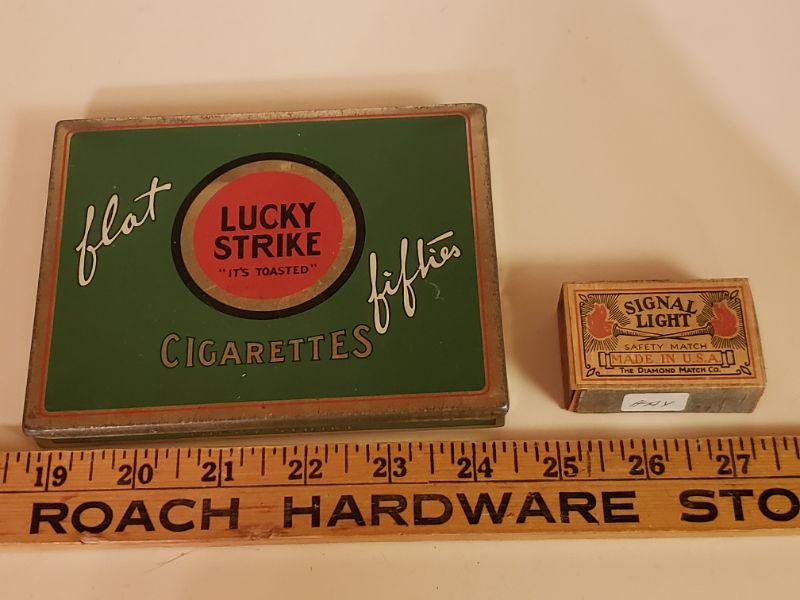 flat
LUCKY
STRIKE
"IT'S TOASTED"
fifties
CIGARETTES
SIGNAL
LIGHT
SAFETY MATCH
MADE IN U.S.A.
THE DIAMOND MATCH CO.
19 20 21 22 23 24 25 26 27
ROACH HARDWARE STO